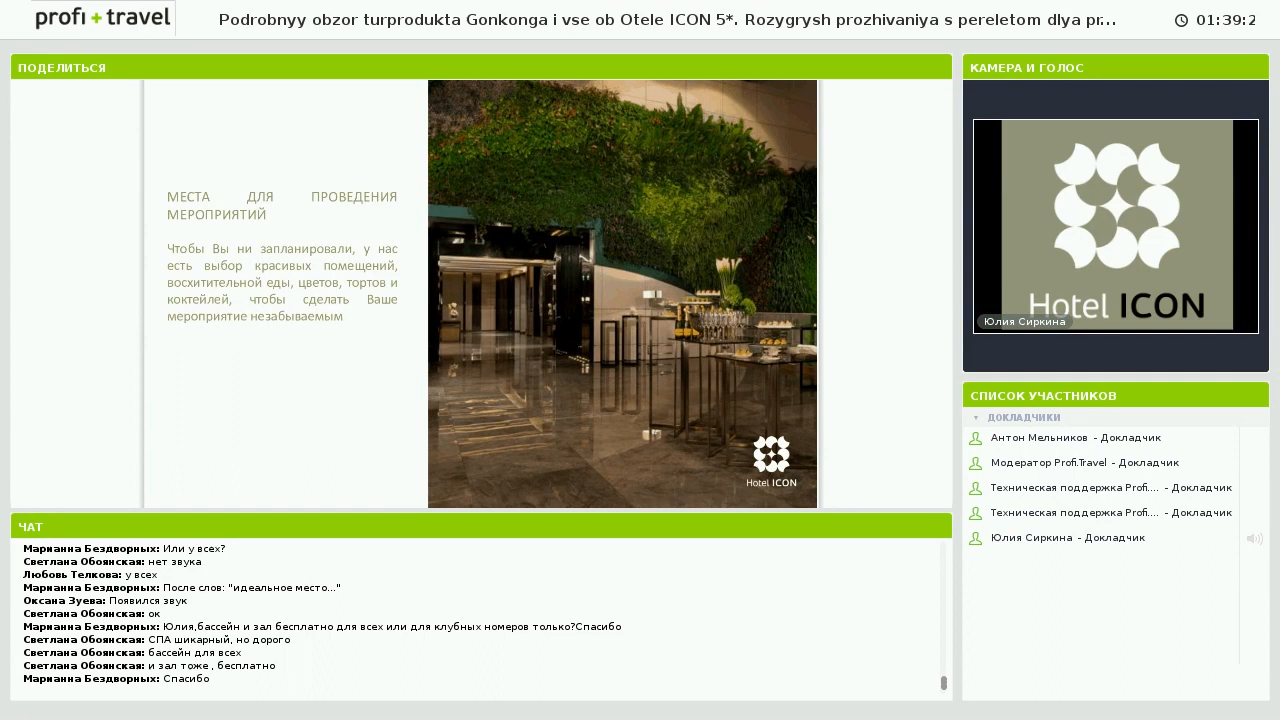 profi + travel
Podrobnyy obzor turprodukta Gonkonga i vse ob Otele ICON 5*. Rozygrysh prozhivaniya s pereletom dlya pr...
01:39:2
ПОДЕЛИТЬСЯ
МЕСТА ДЛЯ ПРОВЕДЕНИЯ
МЕРОПРИЯТИЙ
Чтобы Вы ни запланировали, у нас
есть выбор красивых помещений,
восхитительной еды, цветов, тортов и
коктейлей, чтобы сделать Ваше
мероприятие незабываемым
Hotel ICON
КАМЕРА И ГОЛОС
Hotel ICON
Юлия Сиркина
СПИСОК УЧАСТНИКОВ
ДОКЛАДЧИКИ
Антон Мельников - Докладчик
Модератор Profi.Travel - Докладчик
Техническая поддержка Profi.... - Докладчик
Техническая поддержка Profi.... - Докладчик
Юлия Сиркина - Докладчик
ЧАТ
Марианна Бездворных: Или у всех?
Светлана Обоянская: нет звука
Любовь Телкова: у всех
Марианна Бездворных: После слов: "идеальное место..."
Оксана Зуева: Появился звук
Светлана Обоянская: ок
Марианна Бездворных: Юлия,бассейн и зал бесплатно для всех или для клубных номеров только?Спасибо
Светлана Обоянская: СПА шикарный, но дорого
Светлана Обоянская: бассейн для всех
Светлана Обоянская: и зал тоже , бесплатно
Марианна Бездворных: Спасибо